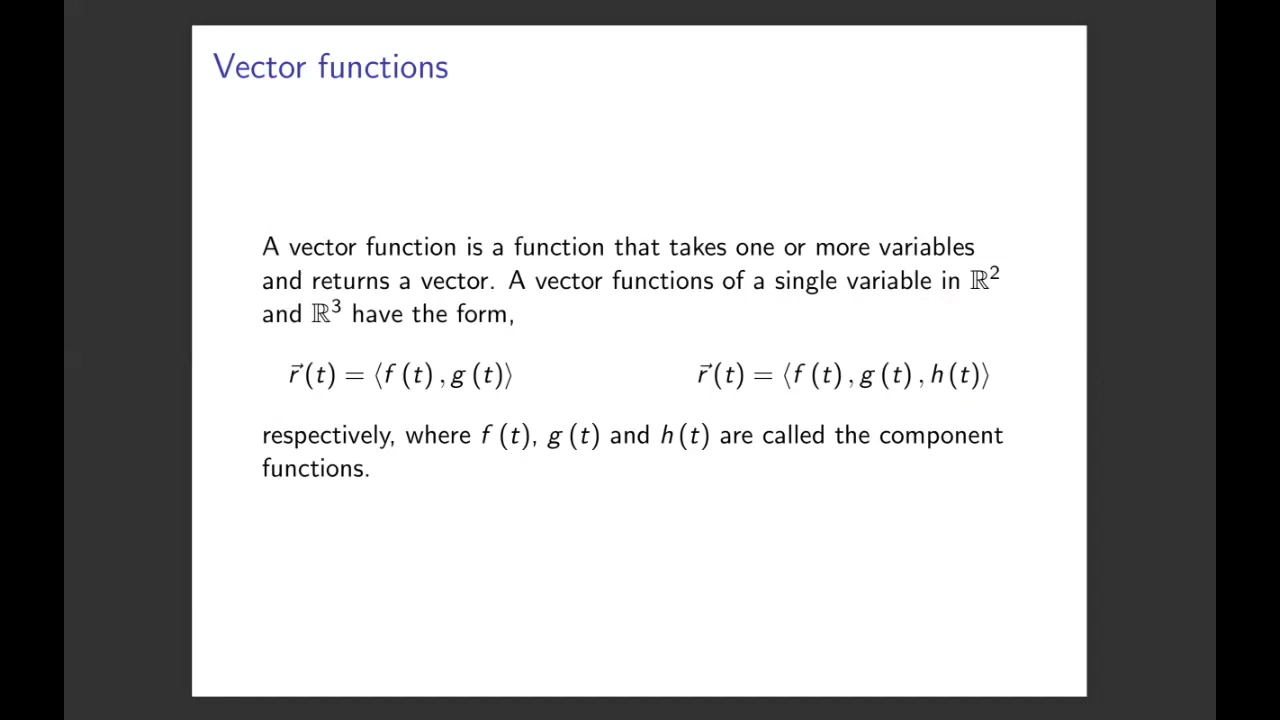 Vector functions
A vector function is a function that takes one or more variables
and returns a vector. A vector functions of a single variable in ℝ²
and ℝ³ have the form,
r⃗(t) = ⟨f (t) , g (t)⟩ r⃗(t) = ⟨f (t) , g (t) , h (t)⟩
respectively, where f (t), g (t) and h (t) are called the component
functions.